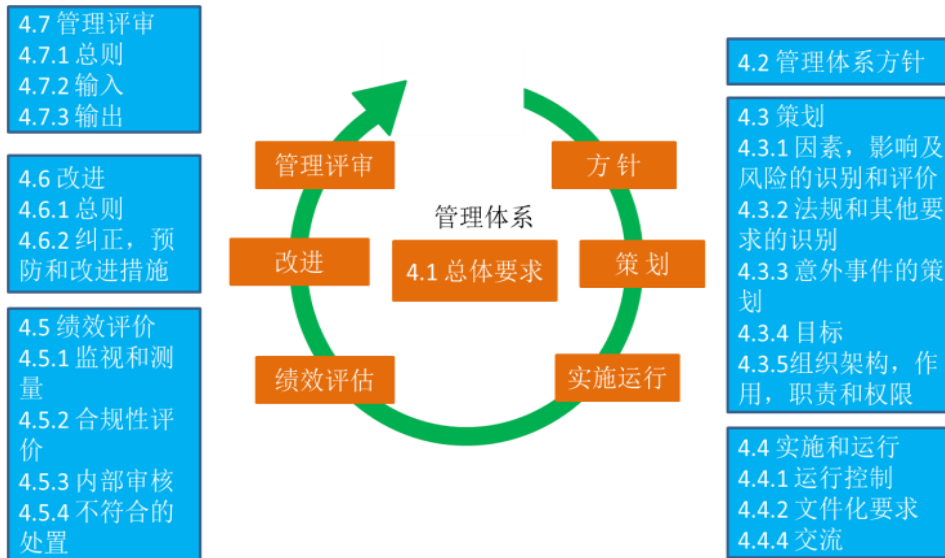 4.7 管理评审
4.7.1 总则
4.7.2 输入
4.7.3 输出
4.6 改进
4.6.1 总则
4.6.2 纠正，预
防和改进措施
4.5 绩效评价
4.5.1 监视和测
量
4.5.2 合规性评
价
4.5.3 内部审核
4.5.4 不符合的
处置
管理评审
方 针
管理体系
改进
4.1 总体要求
策 划
绩效评估
实施运行
4.2 管理体系方针
4.3 策划
4.3.1 因素，影响及
风险的识别和评价
4.3.2 法规和其他要
求的识别
4.3.3 意外事件的策
划
4.3.4 目标
4.3.5组织架构，作
用，职责和权限
4.4 实施和运行
4.4.1 运行控制
4.4.2 文件化要求
4.4.4 交流